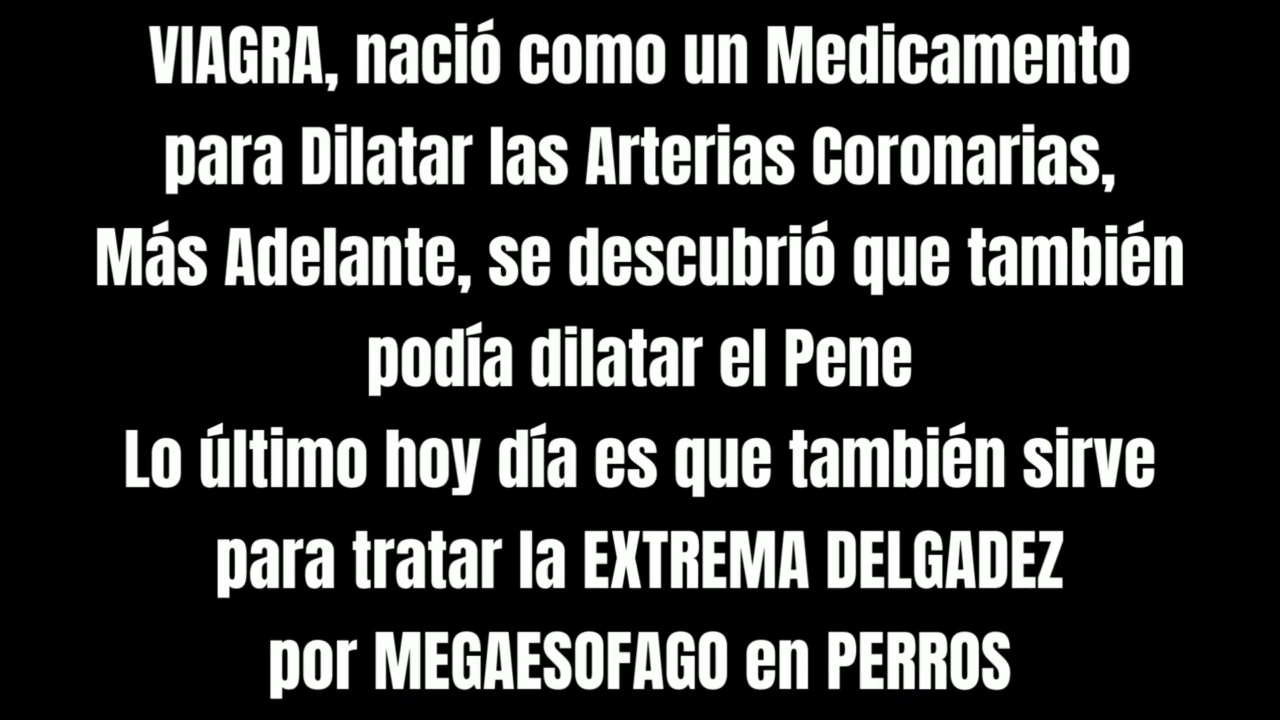 VIAGRA, nació como un Medicamento
para Dilatar las Arterias Coronarias,
Más Adelante, se descubrió que también
podía dilatar el Pene
Lo último hoy día es que también sirve
para tratar la EXTREMA DELGADEZ
por MEGAESOFAGO en PERROS